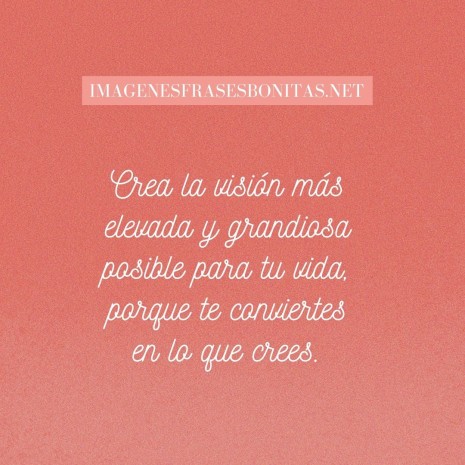 IMAGENESFRASESBONITAS.NET
Crea la visión más
elevada y grandiosa
posible para tu vida,
porque te conviertes
en lo que crees.